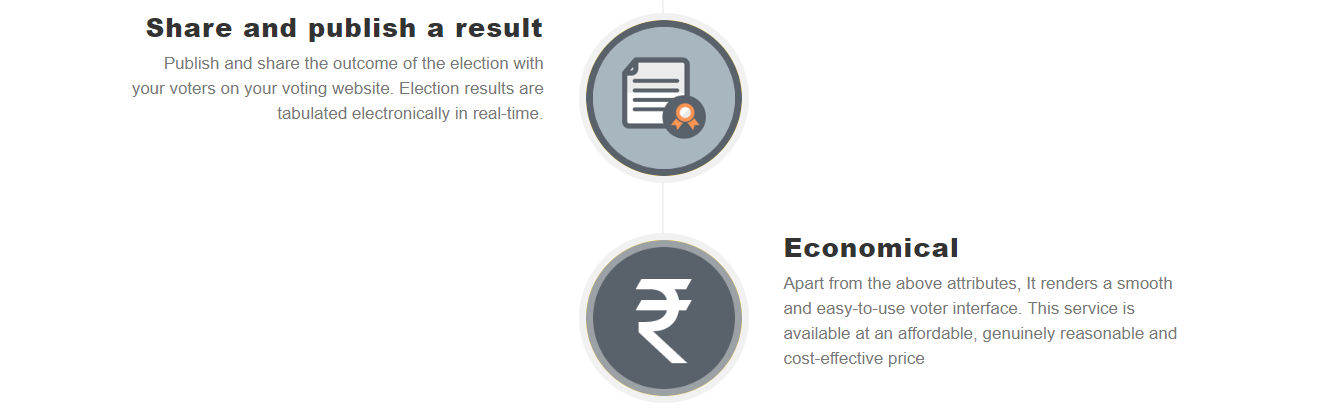 Share and publish a result
Publish and share the outcome of the election with
your voters on your voting website. Election results are
tabulated electronically in real-time.
₹
Economical
Apart from the above attributes, It renders a smooth
and easy-to-use voter interface. This service is
available at an affordable, genuinely reasonable and
cost-effective price